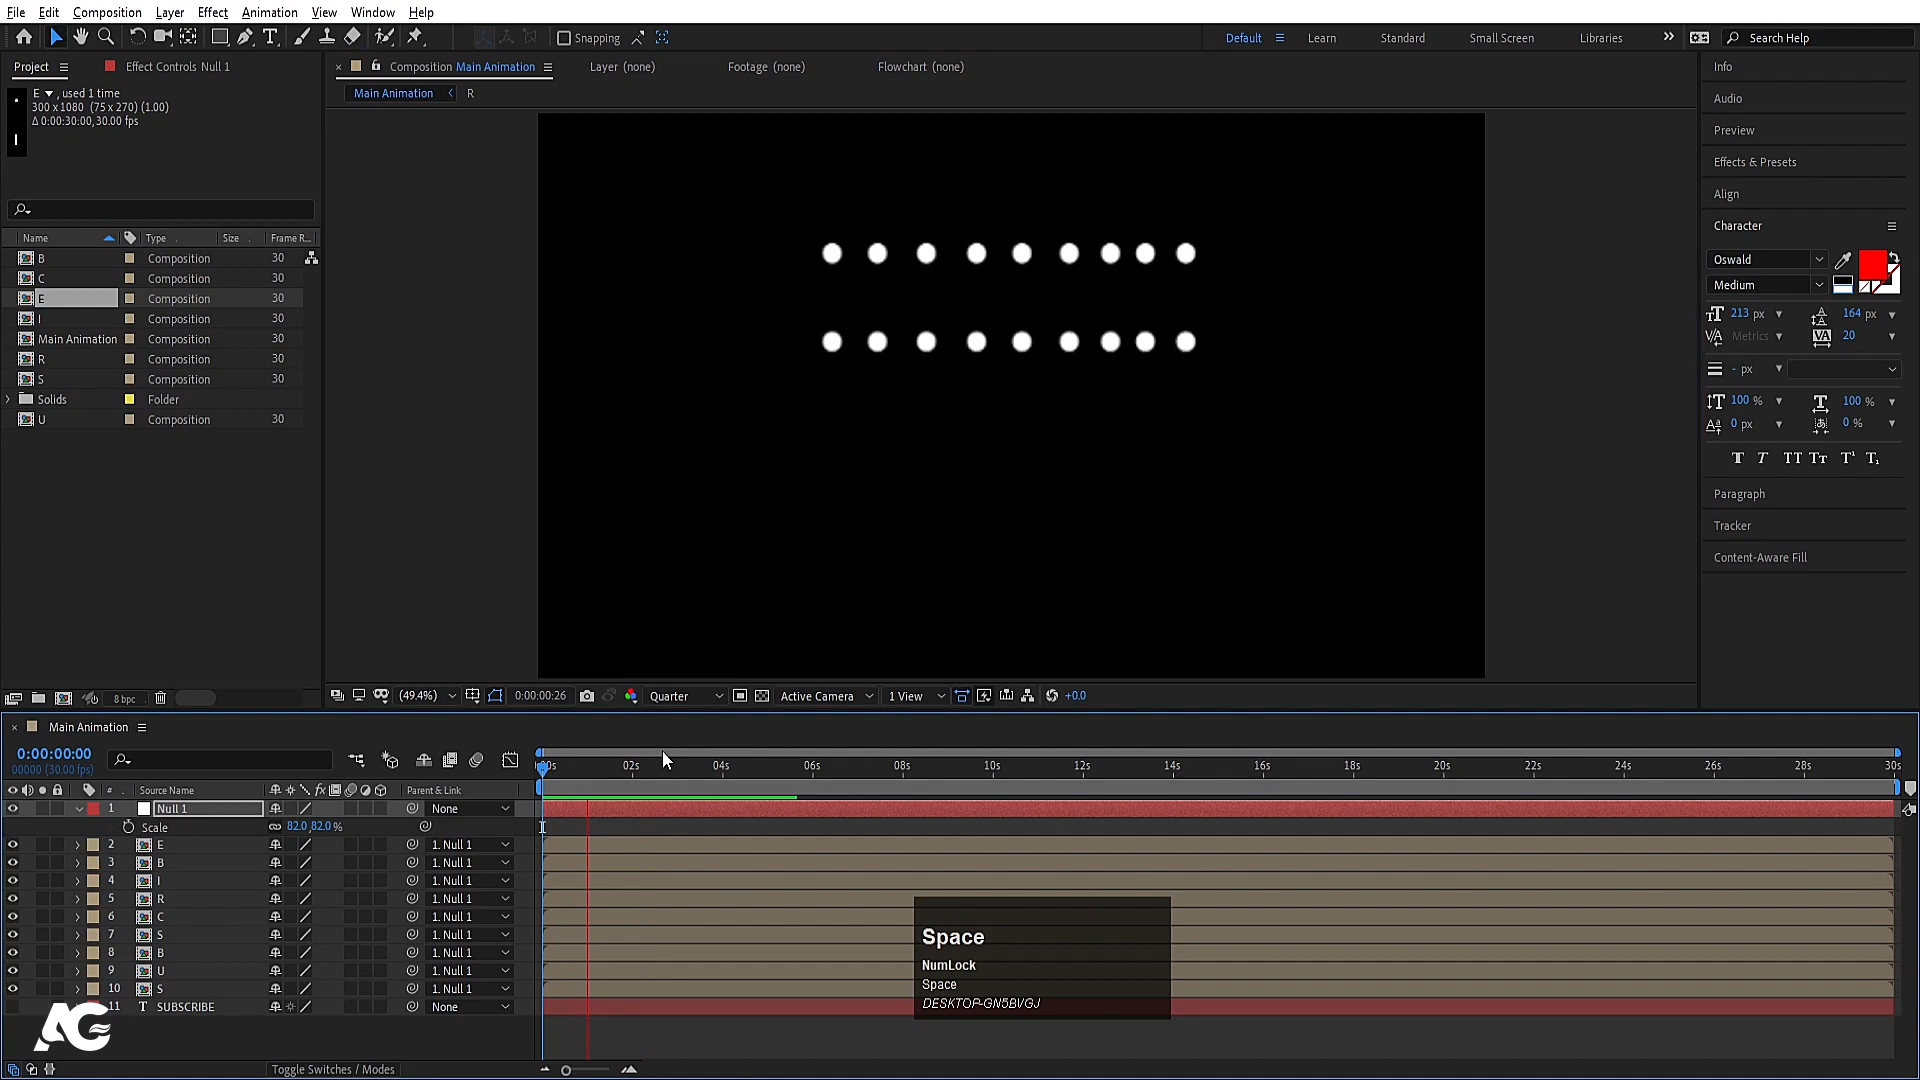 File Edit Composition Layer Effect Animation View Window Help
Snapping Default Learn Standard Small Screen Libraries Search Help
Project Effect Controls Null 1
Composition Main Animation Layer (none) Footage (none) Flowchart (none)
Main Animation R
E , used 1 time
300 x 1080 (75 x 270) (1.00)
Δ 0:00:30:00, 30.00 fps
Name Type Size Frame R...
B Composition 30
C Composition 30
E Composition 30
I Composition 30
Main Animation Composition 30
R Composition 30
S Composition 30
Solids Folder
U Composition 30
8 bpc
(49.4%) 0:00:00:26 Quarter Active Camera 1 View +0.0
Info
Audio
Preview
Effects & Presets
Align
Character
Oswald
Medium
213 px 164 px
Metrics 20
- px
100 % 100 %
0 px 0 %
T T TT Tт T¹ T₁
Paragraph
Tracker
Content-Aware Fill
Main Animation
0:00:00:00
00000 (30.00 fps)
# Source Name Parent & Link
00s 02s 04s 06s 08s 10s 12s 14s 16s 18s 20s 22s 24s 26s 28s 30s
1 Null 1 None
Scale 82.0,82.0 %
2 E 1. Null 1
3 B 1. Null 1
4 I 1. Null 1
5 R 1. Null 1
6 C 1. Null 1
7 S 1. Null 1
8 B 1. Null 1
9 U 1. Null 1
10 S 1. Null 1
11 T SUBSCRIBE None
Toggle Switches / Modes
Space
NumLock
Space
DESKTOP-GN5BVGJ
AG